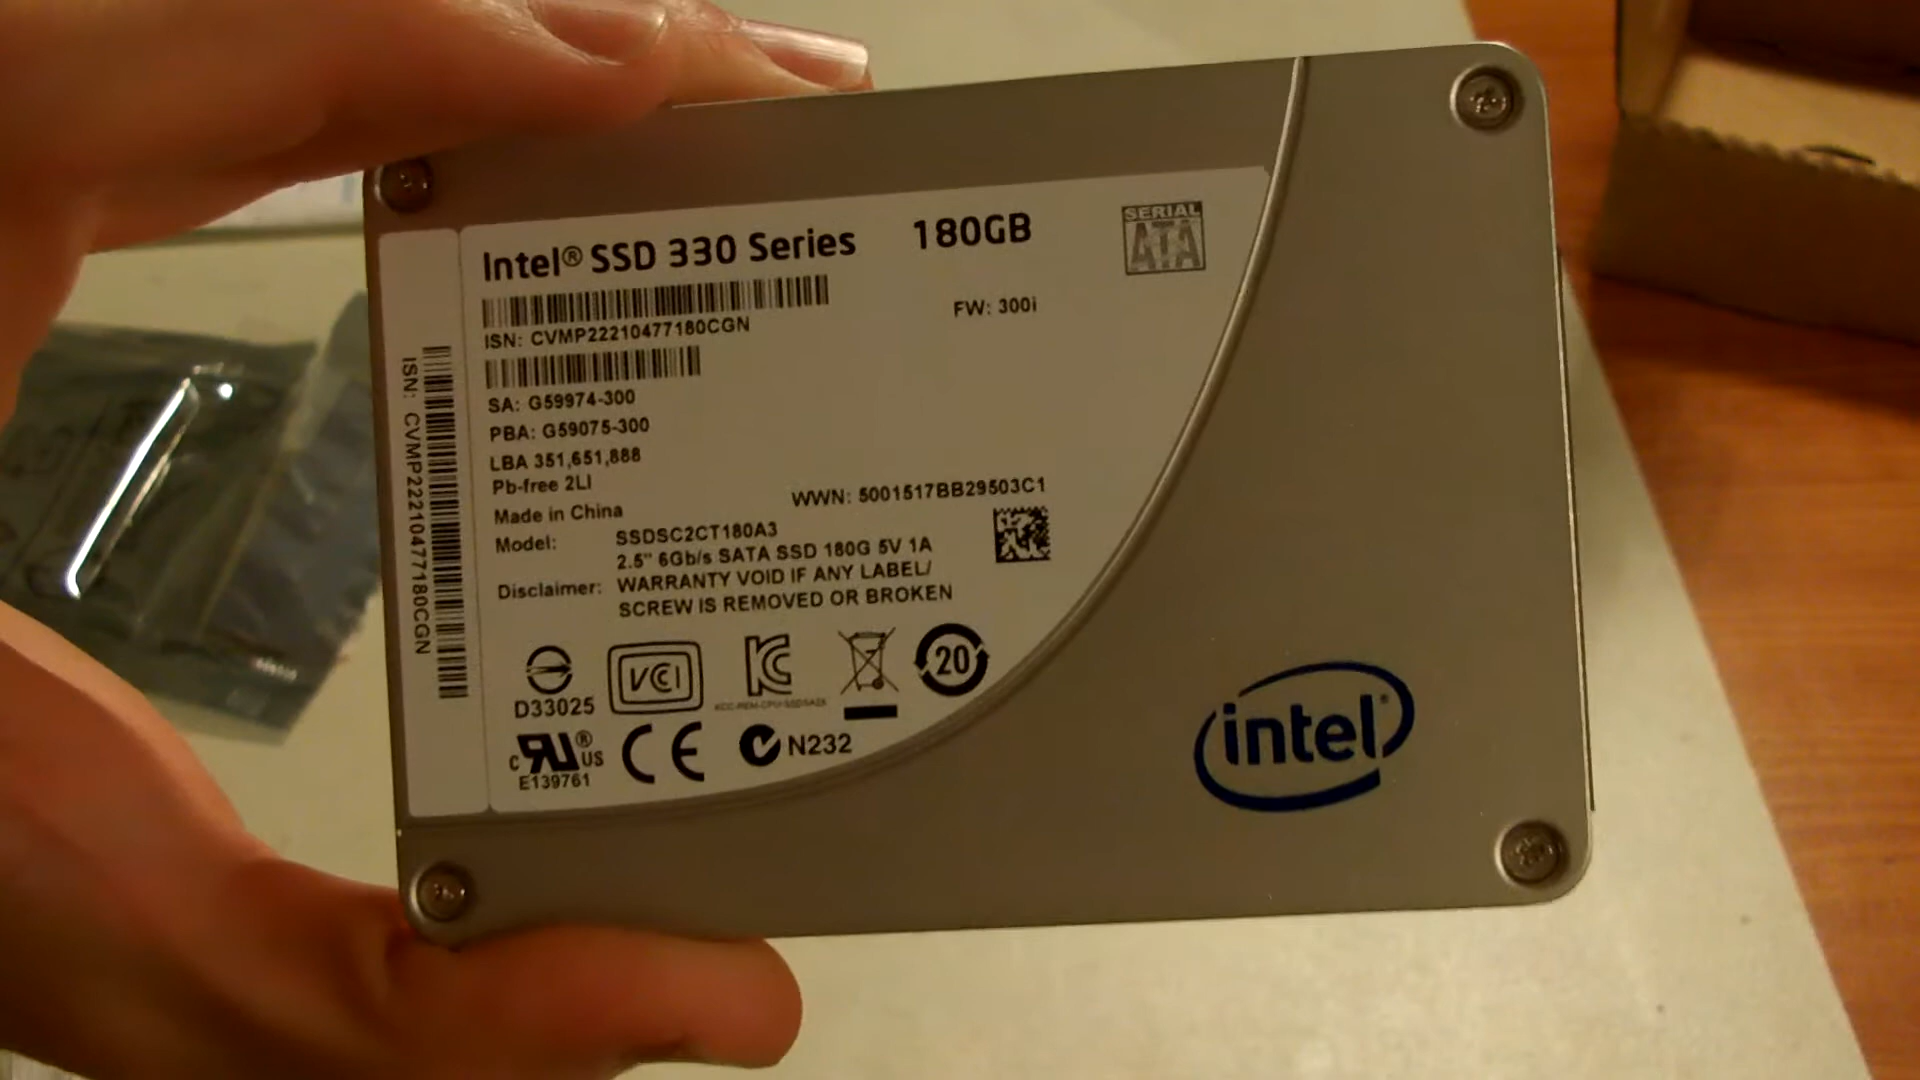 Intel® SSD 330 Series 180GB
SERIAL
ATA
FW: 300i
ISN: CVMP22210477180CGN
SA: G59974-300
PBA: G59075-300
LBA 351,651,888
Pb-free 2LI
Made in China
WWN: 5001517BB29503C1
Model: SSDSC2CT180A3
2.5" 6Gb/s SATA SSD 180G 5V 1A
Disclaimer: WARRANTY VOID IF ANY LABEL/
SCREW IS REMOVED OR BROKEN
D33025
VCI
KC
20
c RU® US
E139761
CE
N232
ISN: CVMP22210477180CGN
intel®